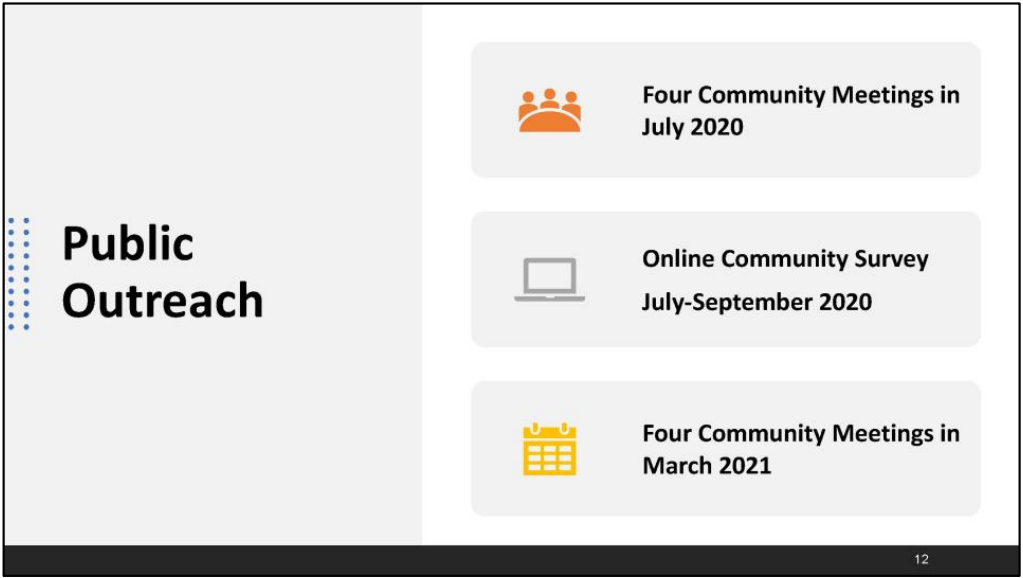 Public
Outreach
Four Community Meetings in
July 2020
Online Community Survey
July-September 2020
Four Community Meetings in
March 2021
12